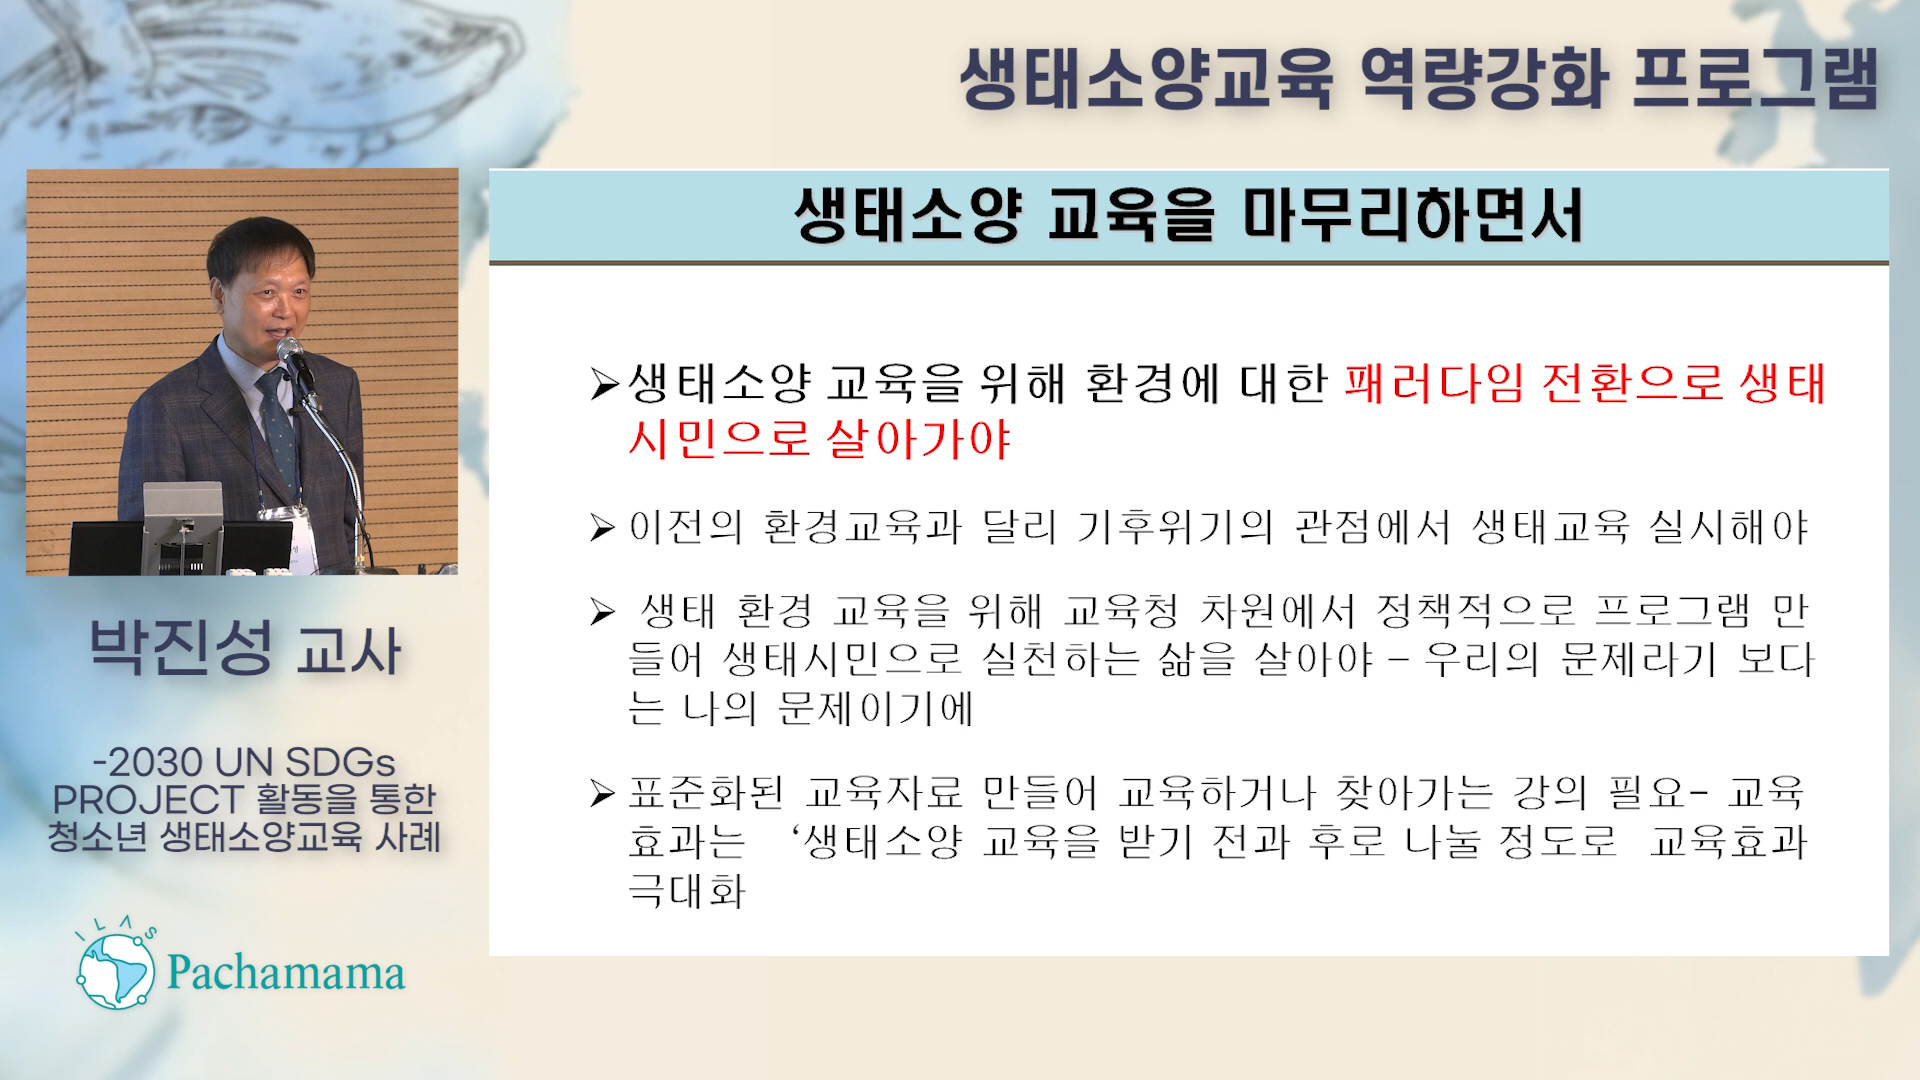 생태소양교육 역량강화 프로그램
생태소양 교육을 마무리하면서
➢생태소양 교육을 위해 환경에 대한 패러다임 전환으로 생태
시민으로 살아가야
➢ 이전의 환경교육과 달리 기후위기의 관점에서 생태교육 실시해야
➢ 생태 환경 교육을 위해 교육청 차원에서 정책적으로 프로그램 만
들어 생태시민으로 실천하는 삶을 살아야 – 우리의 문제라기 보다
는 나의 문제이기에
➢ 표준화된 교육자료 만들어 교육하거나 찾아가는 강의 필요- 교육
효과는 ‘생태소양 교육을 받기 전과 후로 나눌 정도로 교육효과
극대화
박진성 교사
-2030 UN SDGs
PROJECT 활동을 통한
청소년 생태소양교육 사례
ILAS
Pachamama